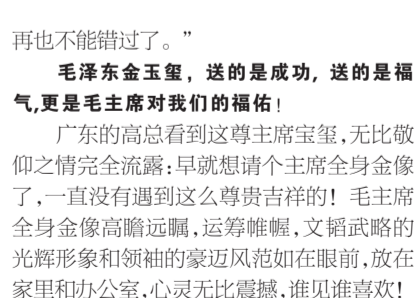 再也不能错过了。”
毛泽东金玉玺，送的是成功，送的是福
气,更是毛主席对我们的福佑!
广东的高总看到这尊主席宝玺,无比敬
仰之情完全流露:早就想请个主席全身金像
了,一直没有遇到这么尊贵吉祥的！毛主席
全身金像高瞻远瞩,运筹帷幄,文韬武略的
光辉形象和领袖的豪迈风范如在眼前,放在
家里和办公室,心灵无比震撼,谁见谁喜欢!